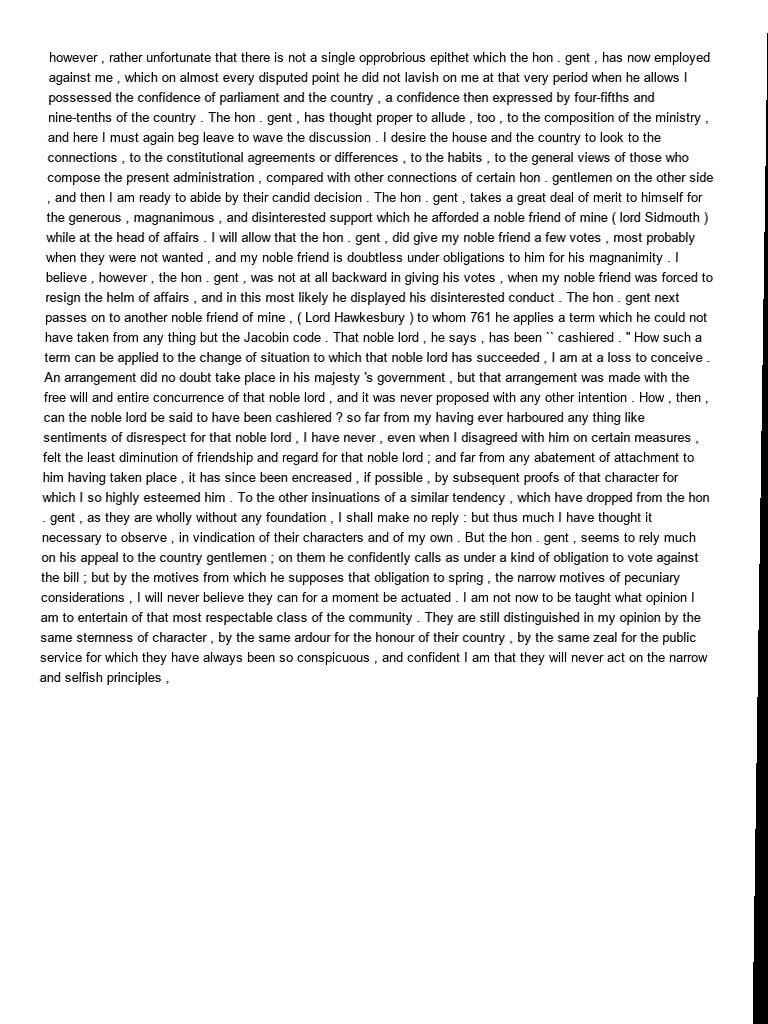 however , rather unfortunate that there is not a single opprobrious epithet which the hon . gent , has now employed
against me , which on almost every disputed point he did not lavish on me at that very period when he allows I
possessed the confidence of parliament and the country , a confidence then expressed by four-fifths and
nine-tenths of the country . The hon . gent , has thought proper to allude , too , to the composition of the ministry ,
and here I must again beg leave to wave the discussion . I desire the house and the country to look to the
connections , to the constitutional agreements or differences , to the habits , to the general views of those who
compose the present administration , compared with other connections of certain hon . gentlemen on the other side
, and then I am ready to abide by their candid decision . The hon . gent , takes a great deal of merit to himself for
the generous , magnanimous , and disinterested support which he afforded a noble friend of mine ( lord Sidmouth )
while at the head of affairs . I will allow that the hon . gent , did give my noble friend a few votes , most probably
when they were not wanted , and my noble friend is doubtless under obligations to him for his magnanimity . I
believe , however , the hon . gent , was not at all backward in giving his votes , when my noble friend was forced to
resign the helm of affairs , and in this most likely he displayed his disinterested conduct . The hon . gent next
passes on to another noble friend of mine , ( Lord Hawkesbury ) to whom 761 he applies a term which he could not
have taken from any thing but the Jacobin code . That noble lord , he says , has been `` cashiered . " How such a
term can be applied to the change of situation to which that noble lord has succeeded , I am at a loss to conceive .
An arrangement did no doubt take place in his majesty 's government , but that arrangement was made with the
free will and entire concurrence of that noble lord , and it was never proposed with any other intention . How , then ,
can the noble lord be said to have been cashiered ? so far from my having ever harboured any thing like
sentiments of disrespect for that noble lord , I have never , even when I disagreed with him on certain measures ,
felt the least diminution of friendship and regard for that noble lord ; and far from any abatement of attachment to
him having taken place , it has since been encreased , if possible , by subsequent proofs of that character for
which I so highly esteemed him . To the other insinuations of a similar tendency , which have dropped from the hon
. gent , as they are wholly without any foundation , I shall make no reply : but thus much I have thought it
necessary to observe , in vindication of their characters and of my own . But the hon . gent , seems to rely much
on his appeal to the country gentlemen ; on them he confidently calls as under a kind of obligation to vote against
the bill ; but by the motives from which he supposes that obligation to spring , the narrow motives of pecuniary
considerations , I will never believe they can for a moment be actuated . I am not now to be taught what opinion I
am to entertain of that most respectable class of the community . They are still distinguished in my opinion by the
same sternness of character , by the same ardour for the honour of their country , by the same zeal for the public
service for which they have always been so conspicuous , and confident I am that they will never act on the narrow
and selfish principles ,